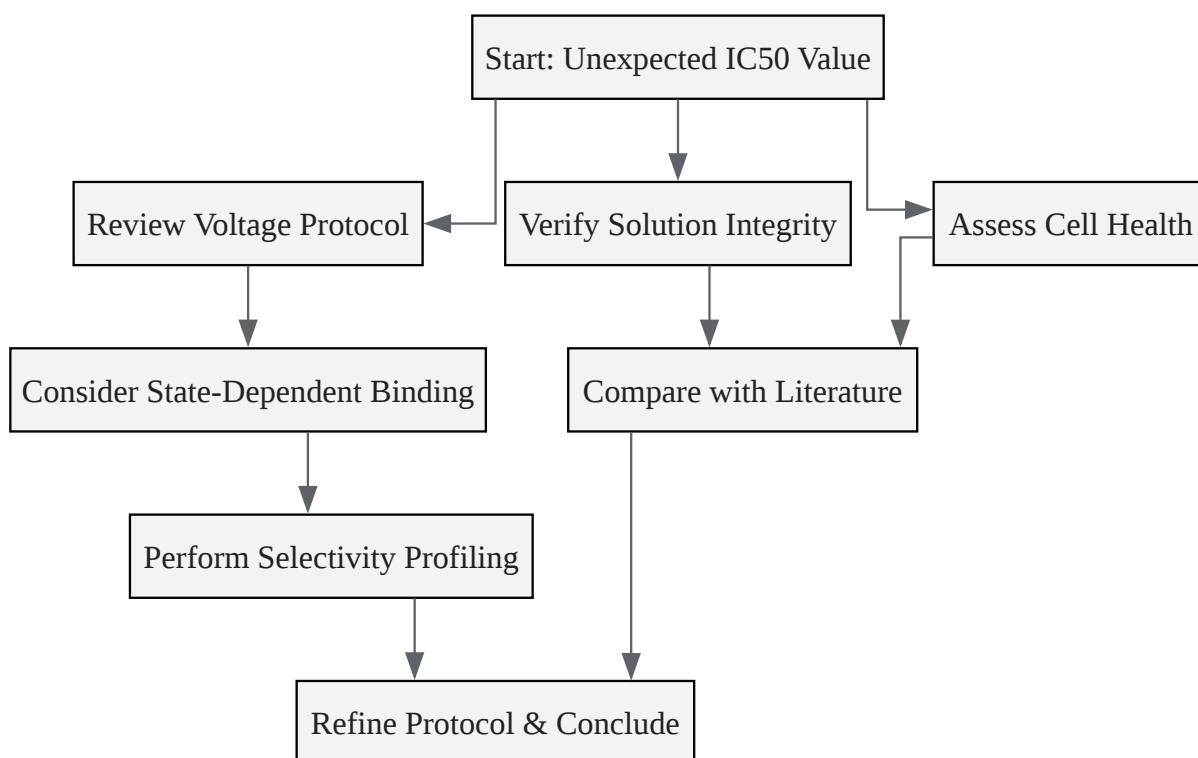 Start: Unexpected IC50 Value
Review Voltage Protocol
Verify Solution Integrity
Assess Cell Health
Consider State-Dependent Binding
Compare with Literature
Perform Selectivity Profiling
Refine Protocol & Conclude